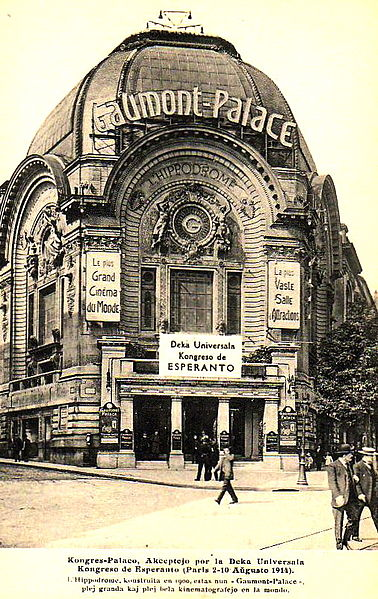 Gaumont-Palace
HIPPODROME
Le plus
Grand
Cinéma
du Monde
La plus
Vaste
Salle
d'Attractions
Deka Universala
Kongreso de
ESPERANTO
Kongres-Palaco, Akceptejo por la Deka Universala
Kongreso de Esperanto (Paris 2-10 Aŭgusto 1914).
L'Hippodrome, konstruita en 1900, estas nun « Gaumont-Palace »,
plej granda kaj plej bela kinematografejo en la mondo.